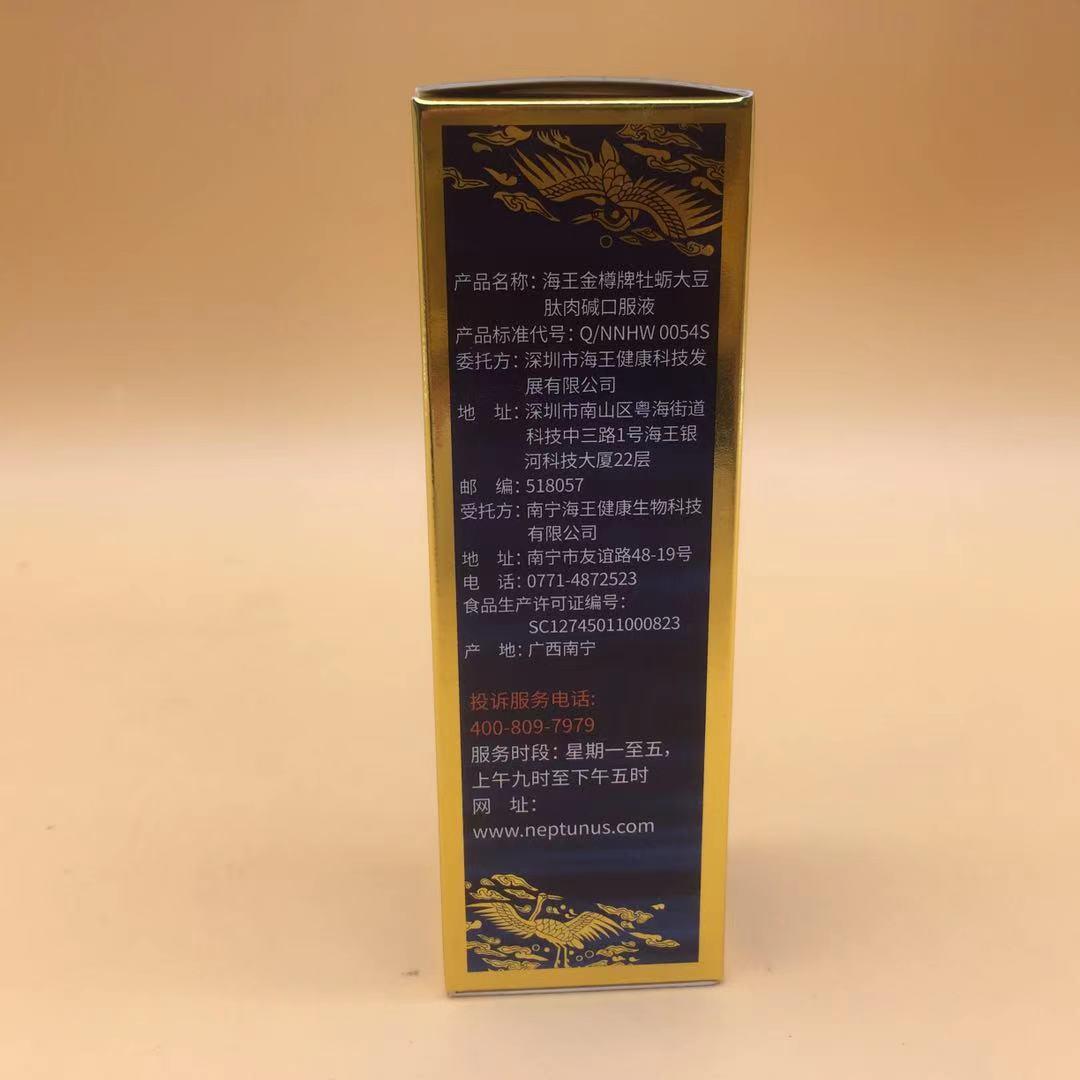 产品名称：海王金樽牌牡蛎大豆
肽肉碱口服液
产品标准代号：Q/NNHW 0054S
委托方：深圳市海王健康科技发
展有限公司
地 址：深圳市南山区粤海街道
科技中三路1号海王银
河科技大厦22层
邮 编：518057
受托方：南宁海王健康生物科技
有限公司
地 址：南宁市友谊路48-19号
电 话：0771-4872523
食品生产许可证编号：
SC12745011000823
产 地：广西南宁
投诉服务电话:
400-809-7979
服务时段：星期一至五，
上午九时至下午五时
网 址：
www.neptunus.com